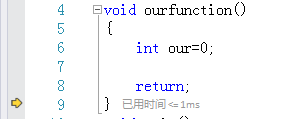 4 void ourfunction()
5 {
6 int our=0;
7
8 return;
9 } 已用时间 <= 1ms